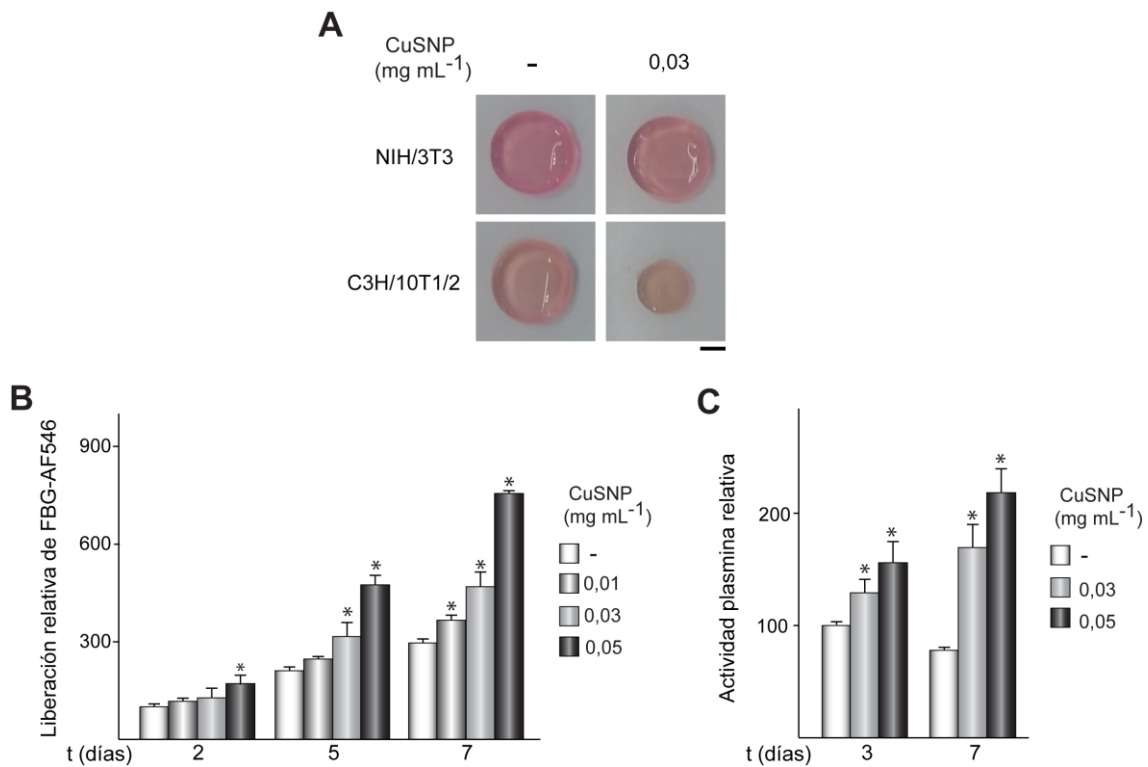 A
CuSNP
(mg mL-1)
- 0,03
NIH/3T3
C3H/10T1/2
B
Liberación relativa de FBG-AF546
900
600
300
* * * * * *
t (días) 2 5 7
CuSNP
(mg mL-1)
-
0,01
0,03
0,05
C
Actividad plasmina relativa
200
100
* * * *
t (días) 3 7
CuSNP
(mg mL-1)
-
0,03
0,05